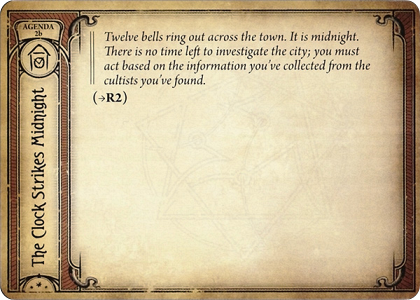 AGENDA
2b
The Clock Strikes Midnight
Twelve bells ring out across the town. It is midnight.
There is no time left to investigate the city; you must
act based on the information you've collected from the
cultists you've found.
(→R2)